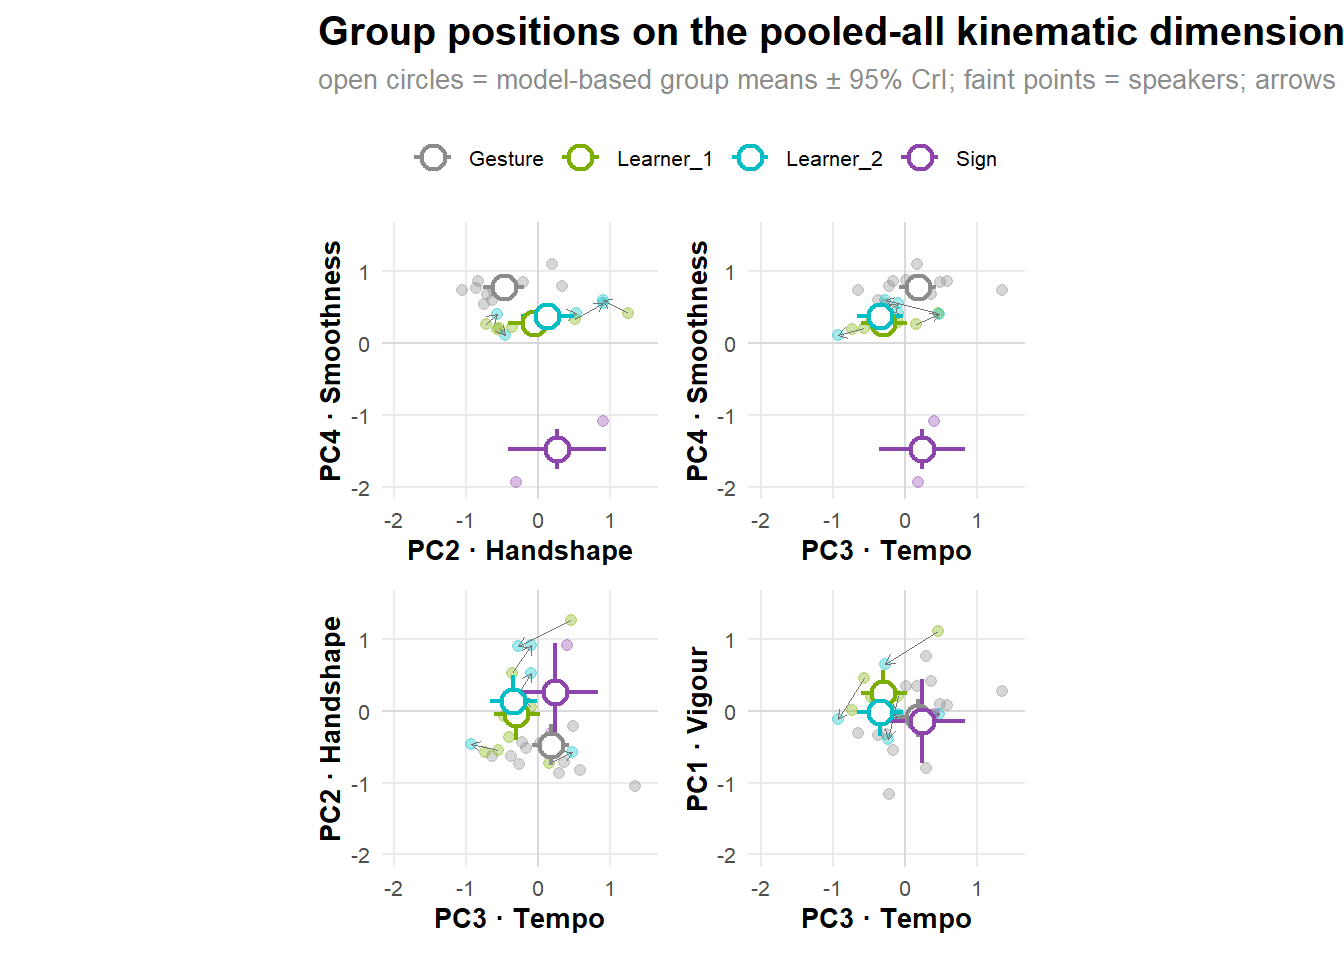 Group positions on the pooled-all kinematic dimension
open circles = model-based group means ± 95% CrI; faint points = speakers; arrows
Gesture Learner_1 Learner_2 Sign
PC4 · Smoothness
1
0
-1
-2
-2 -1 0 1
PC2 · Handshape
PC4 · Smoothness
1
0
-1
-2
-2 -1 0 1
PC3 · Tempo
PC2 · Handshape
1
0
-1
-2
-2 -1 0 1
PC3 · Tempo
PC1 · Vigour
1
0
-1
-2
-2 -1 0 1
PC3 · Tempo